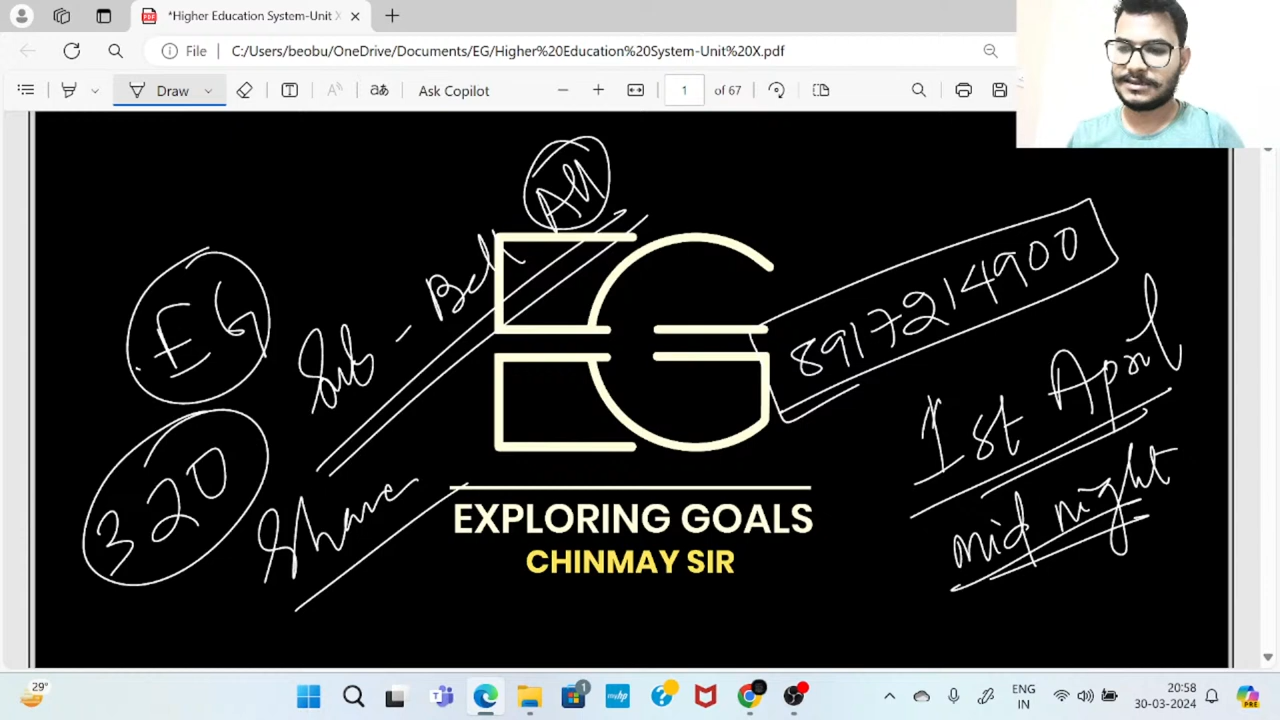 *Higher Education System-Unit X
File C:/Users/beobu/OneDrive/Documents/EG/Higher%20Education%20System-Unit%20X.pdf
Draw
Ask Copilot
1 of 67
All
EG
Sub - Bell
8917214900
1st April
mid night
320
Share
EG
EXPLORING GOALS
CHINMAY SIR
29°
ENG
IN
20:58
30-03-2024